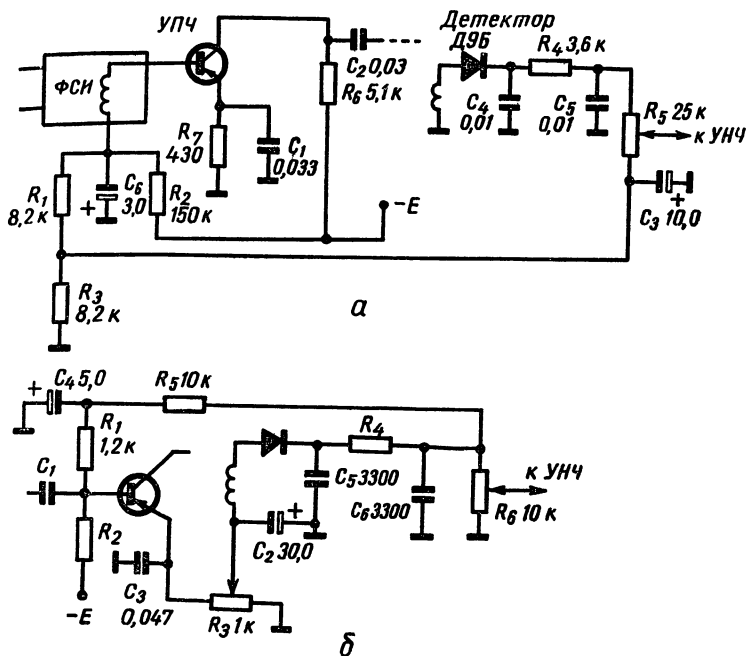 УПЧ
ФСИ
C2 0,03
R6 5,1 к
R7
430
C1
0,033
R1
8,2 к
C6
3,0
+
R2
150 к
−E
R3
8,2 к
Детектор
Д9Б
R4 3,6 к
C4
0,01
C5
0,01
R5 25 к
к УНЧ
+
C3 10,0
а
+
C4 5,0
R5 10 к
R1
1,2 к
C1
R2
−E
C3
0,047
R3 1 к
R4
C5 3300
C6 3300
+
C2 30,0
к УНЧ
R6 10 к
б